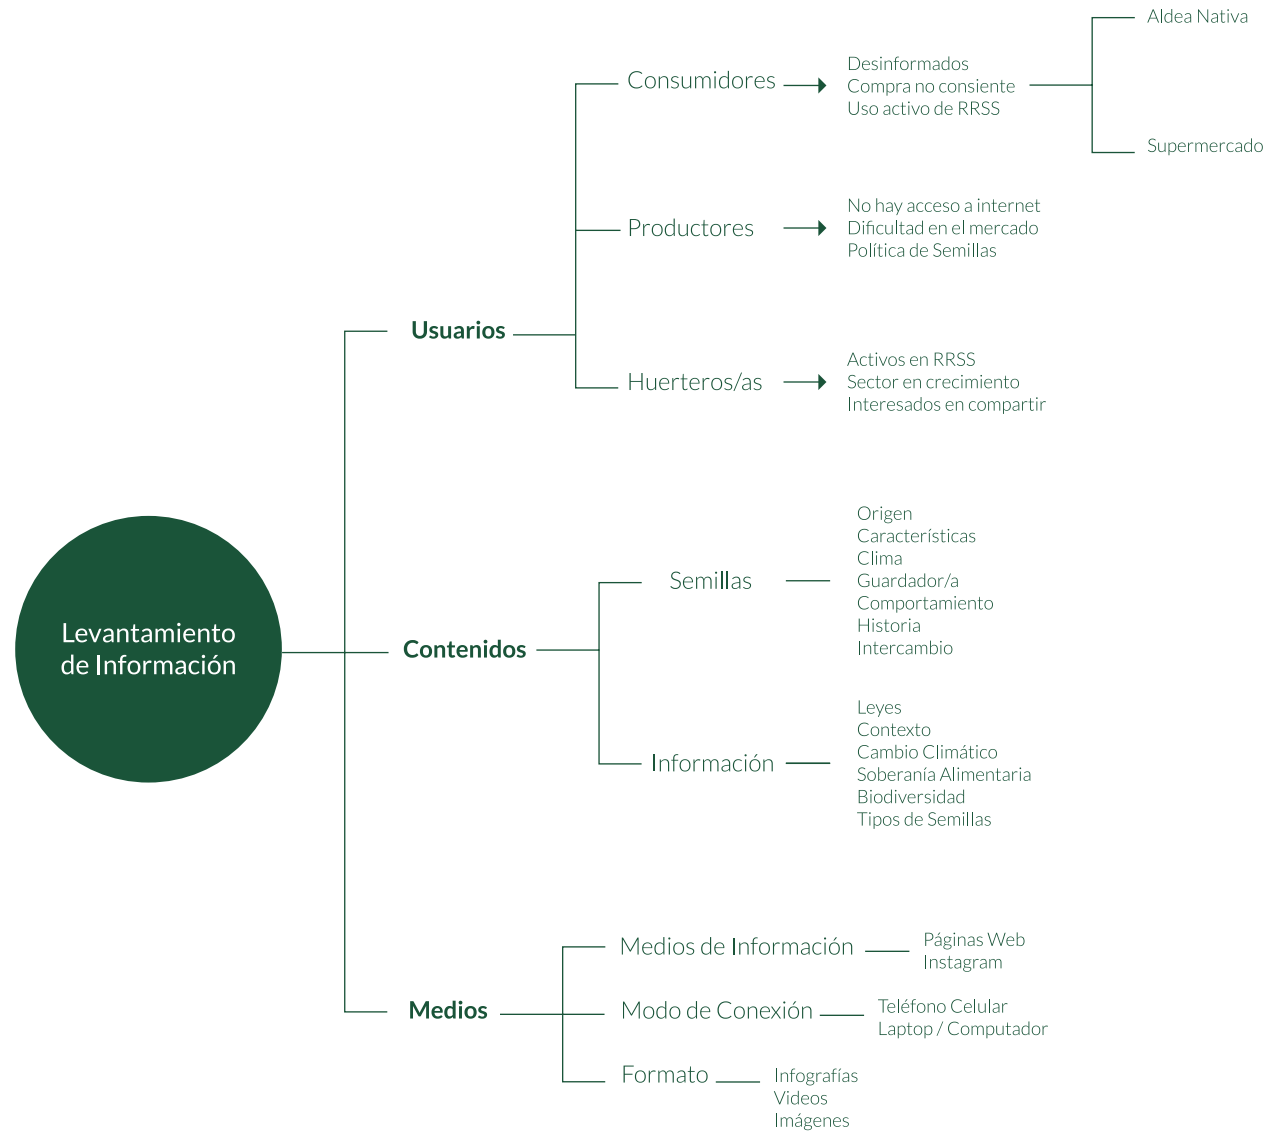 Levantamiento
de Información
Usuarios
Consumidores
Desinformados
Compra no consiente
Uso activo de RRSS
Aldea Nativa
Supermercado
Productores
No hay acceso a internet
Dificultad en el mercado
Política de Semillas
Huerteros/as
Activos en RRSS
Sector en crecimiento
Interesados en compartir
Contenidos
Semillas
Origen
Características
Clima
Guardador/a
Comportamiento
Historia
Intercambio
Información
Leyes
Contexto
Cambio Climático
Soberanía Alimentaria
Biodiversidad
Tipos de Semillas
Medios
Medios de Información
Páginas Web
Instagram
Modo de Conexión
Teléfono Celular
Laptop / Computador
Formato
Infografías
Videos
Imágenes